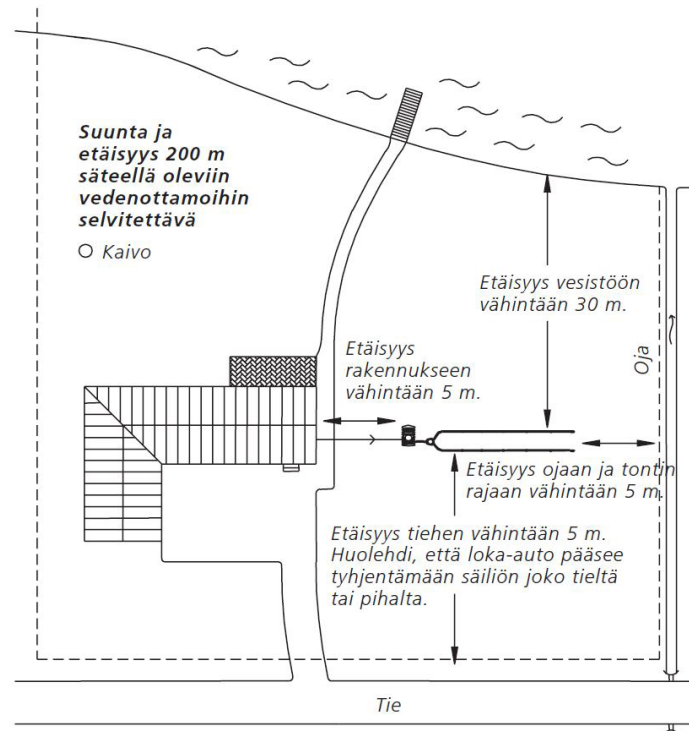 Suunta ja
etäisyys 200 m
säteellä oleviin
vedenottamoihin
selvitettävä
Kaivo
Etäisyys vesistöön
vähintään 30 m.
Etäisyys
rakennukseen
vähintään 5 m.
Oja
Etäisyys ojaan ja tontin
rajaan vähintään 5 m.
Etäisyys tiehen vähintään 5 m.
Huolehdi, että loka-auto pääsee
tyhjentämään säiliön joko tieltä
tai pihalta.
Tie